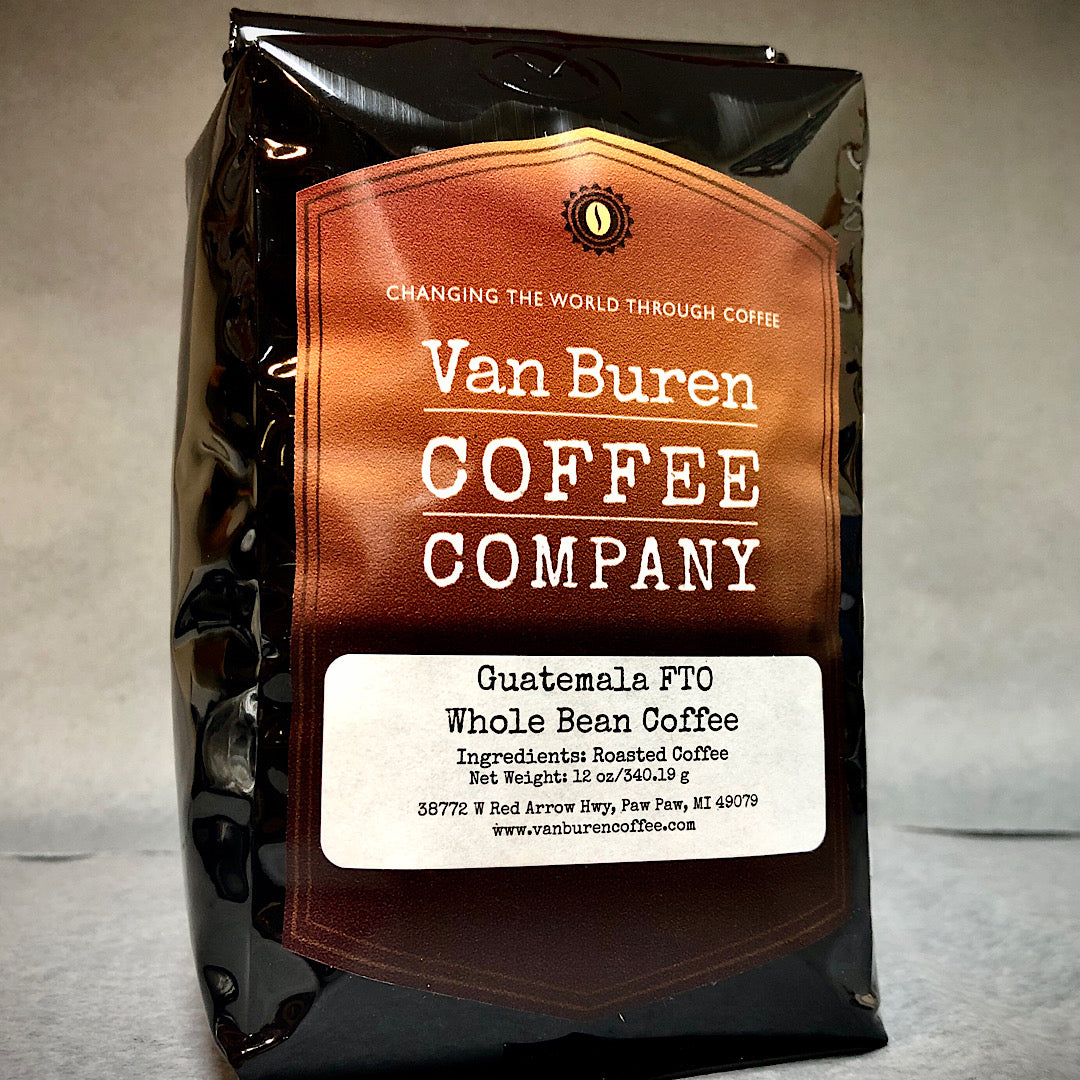 CHANGING THE WORLD THROUGH COFFEE
Van Buren
COFFEE
COMPANY
Guatemala FTO
Whole Bean Coffee
Ingredients: Roasted Coffee
Net Weight: 12 oz/340.19 g
38772 W Red Arrow Hwy, Paw Paw, MI 49079
www.vanburencoffee.com